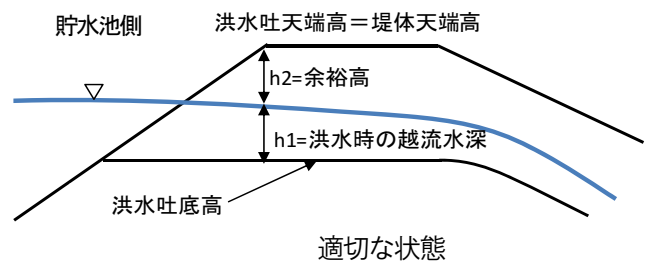 貯水池側
洪水吐天端高＝堤体天端高
h2=余裕高
h1=洪水時の越流水深
洪水吐底高
適切な状態